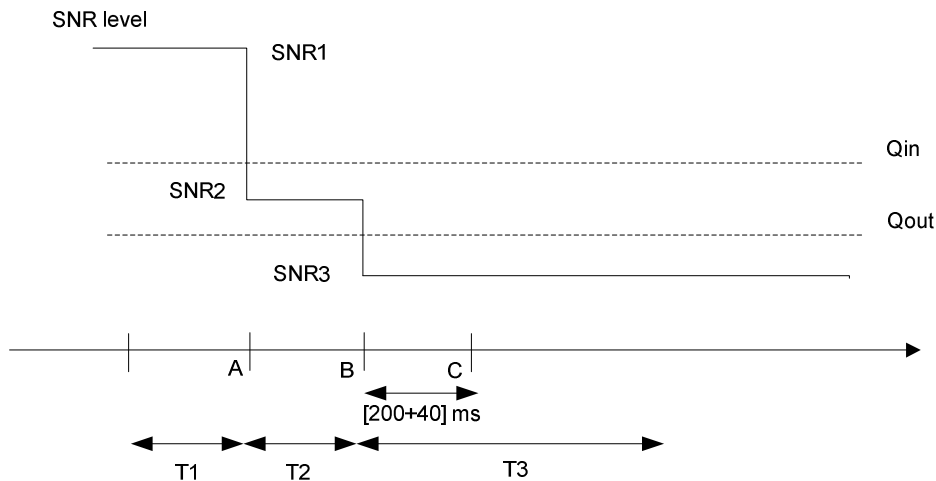 SNR level
SNR1
Qin
SNR2
Qout
SNR3
A
B
C
[200+40] ms
T1
T2
T3